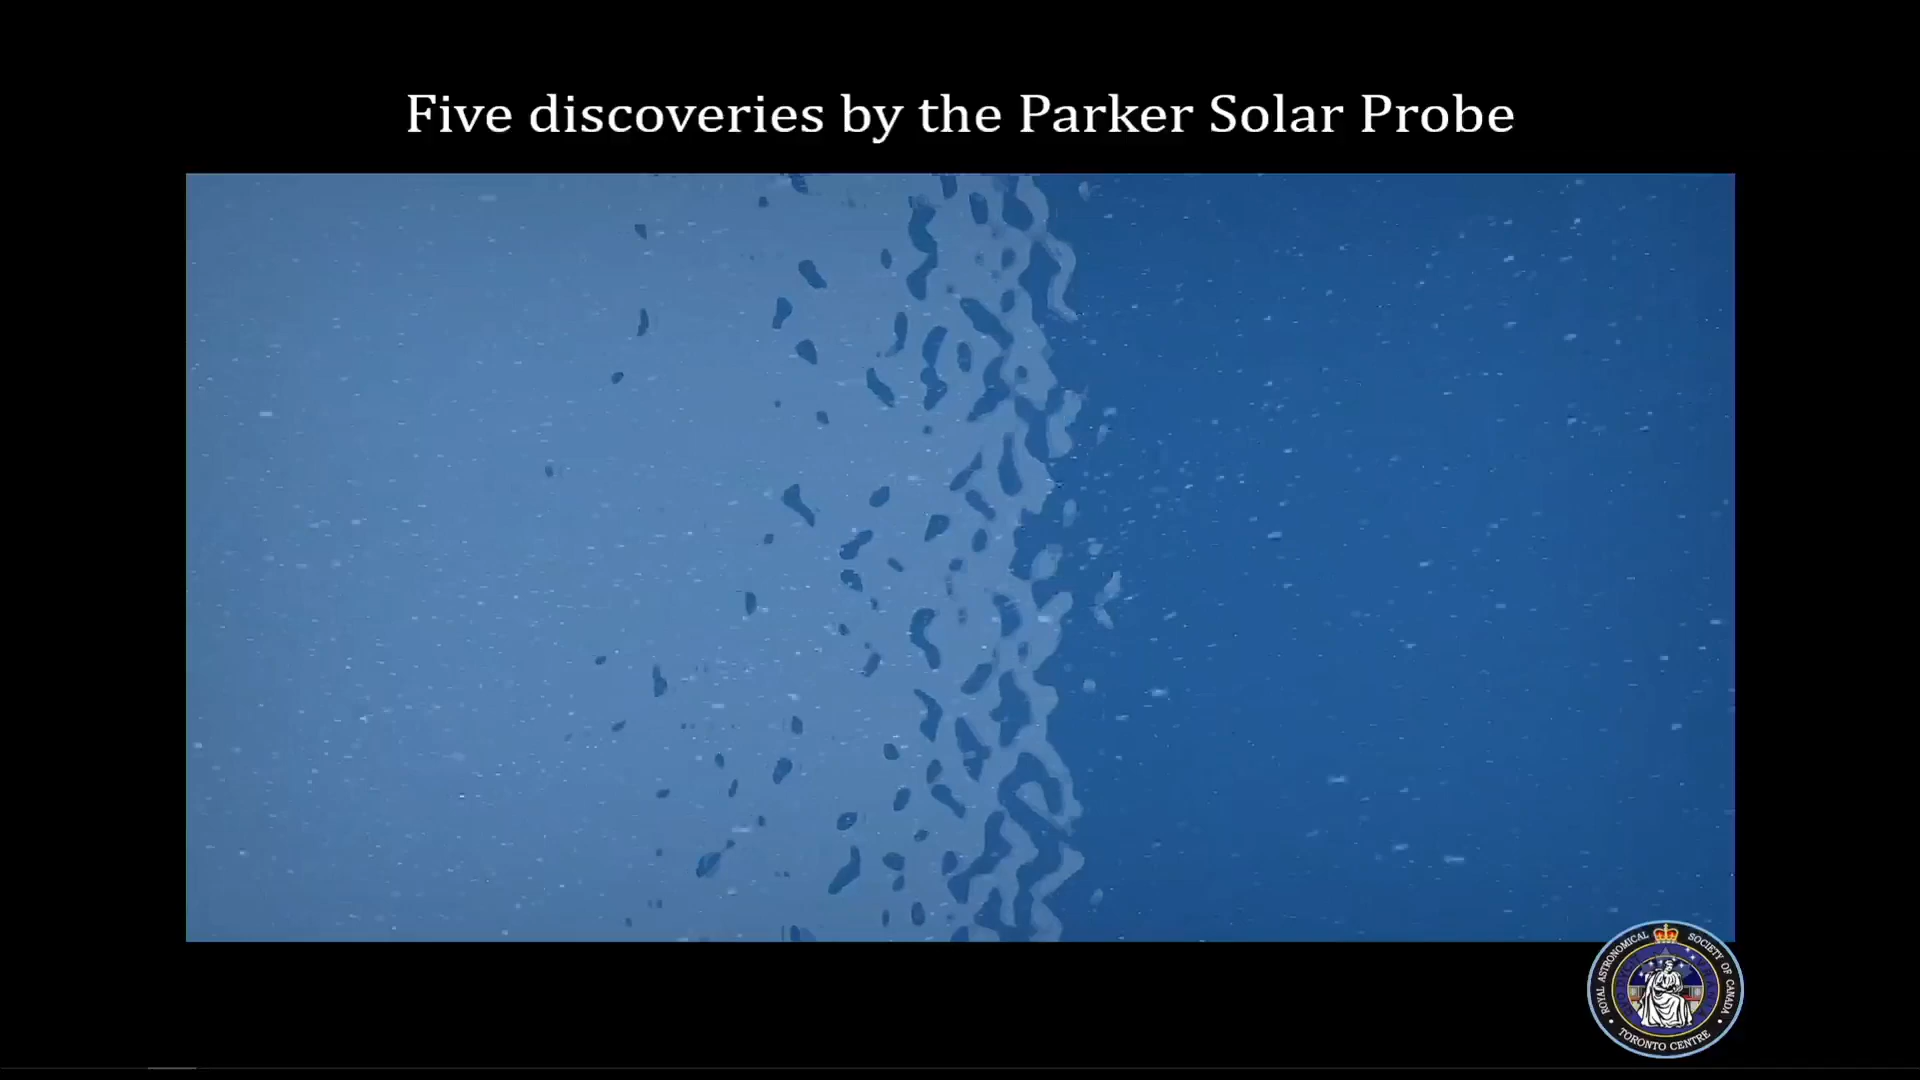 Five discoveries by the Parker Solar Probe
ROYAL ASTRONOMICAL SOCIETY OF CANADA
TORONTO CENTRE